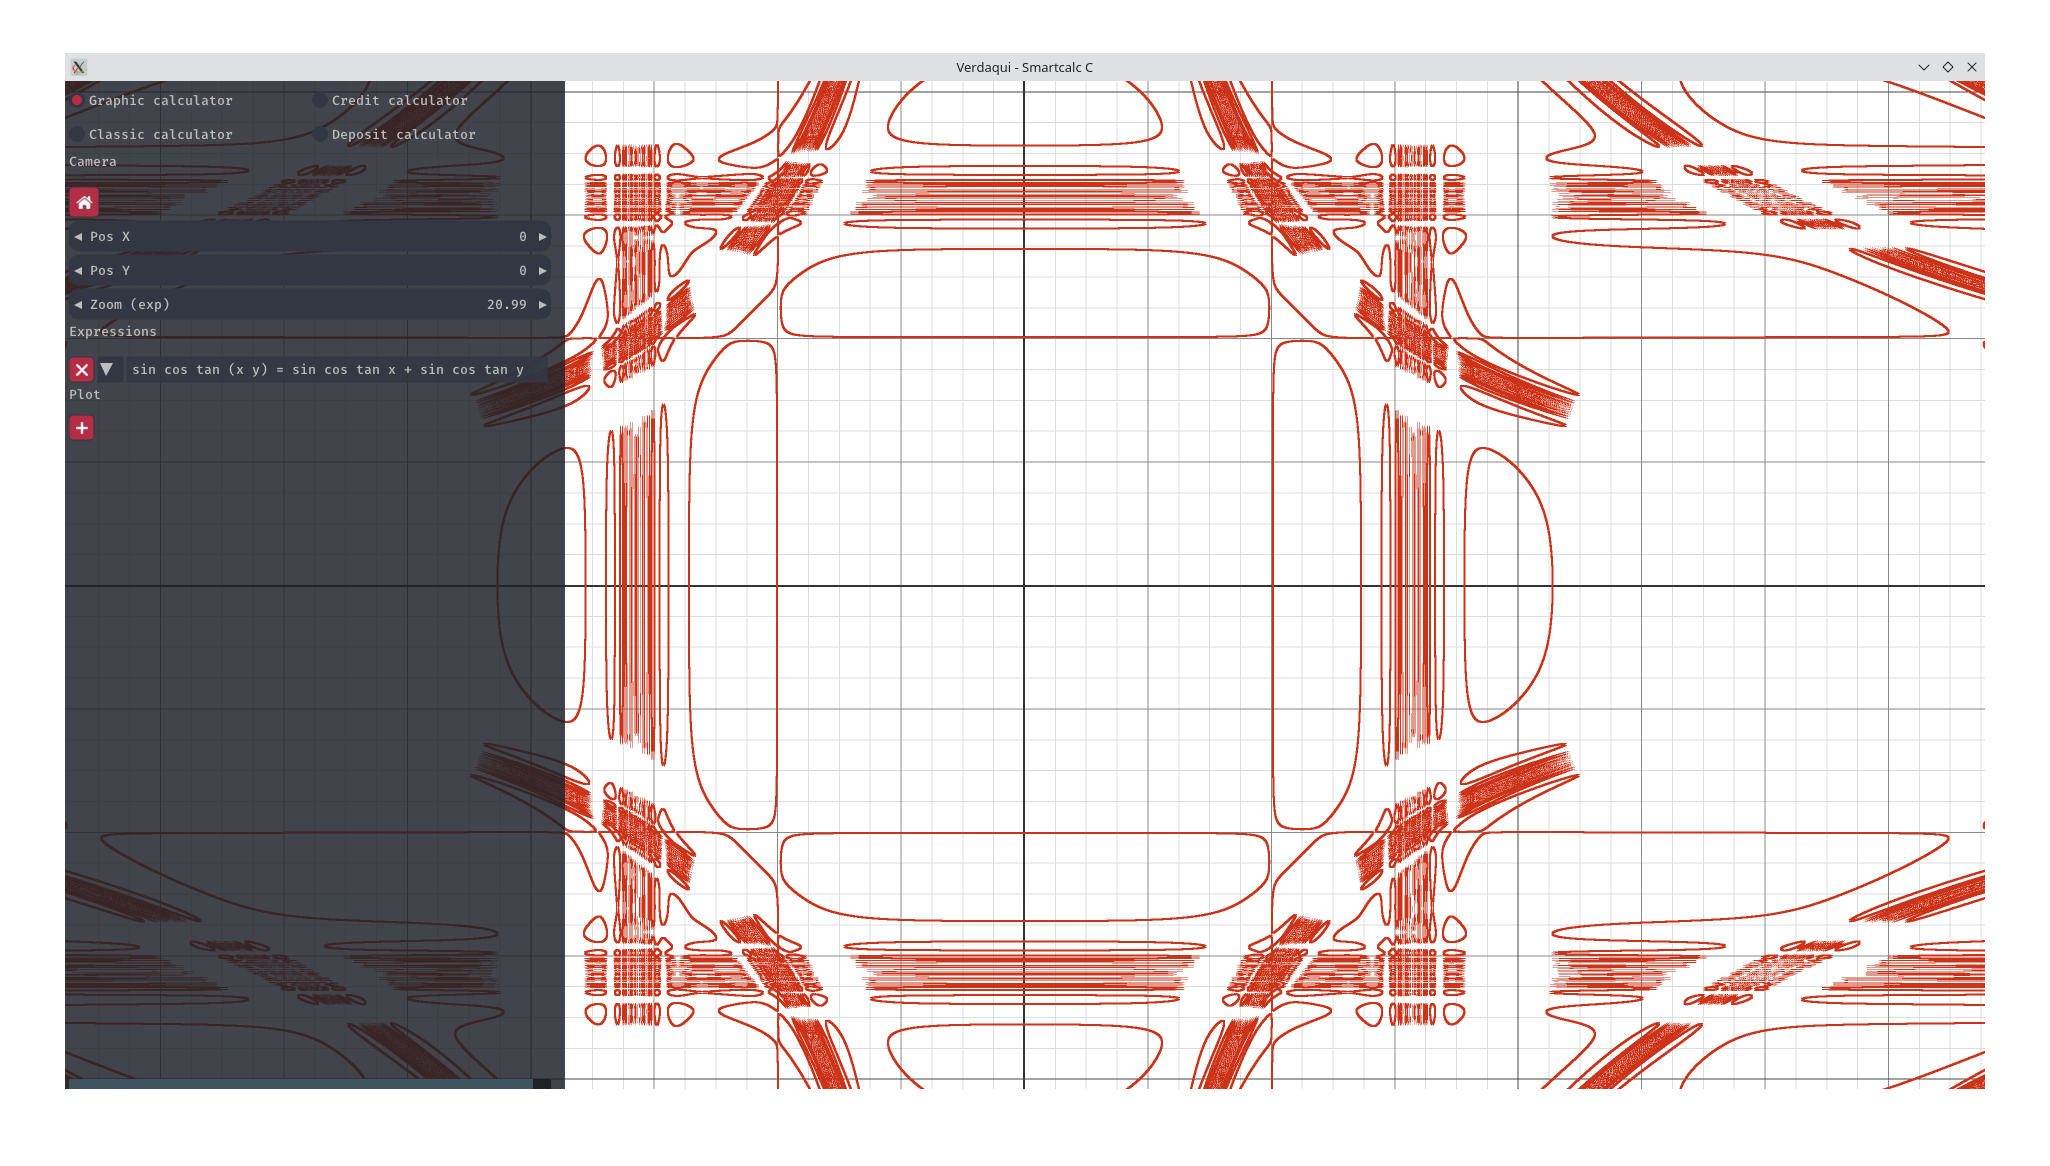 Verdaqui - Smartcalc C
Graphic calculator Credit calculator
Classic calculator Deposit calculator
Camera
Pos X 0
Pos Y 0
Zoom (exp) 20.99
Expressions
sin cos tan (x y) = sin cos tan x + sin cos tan y
Plot